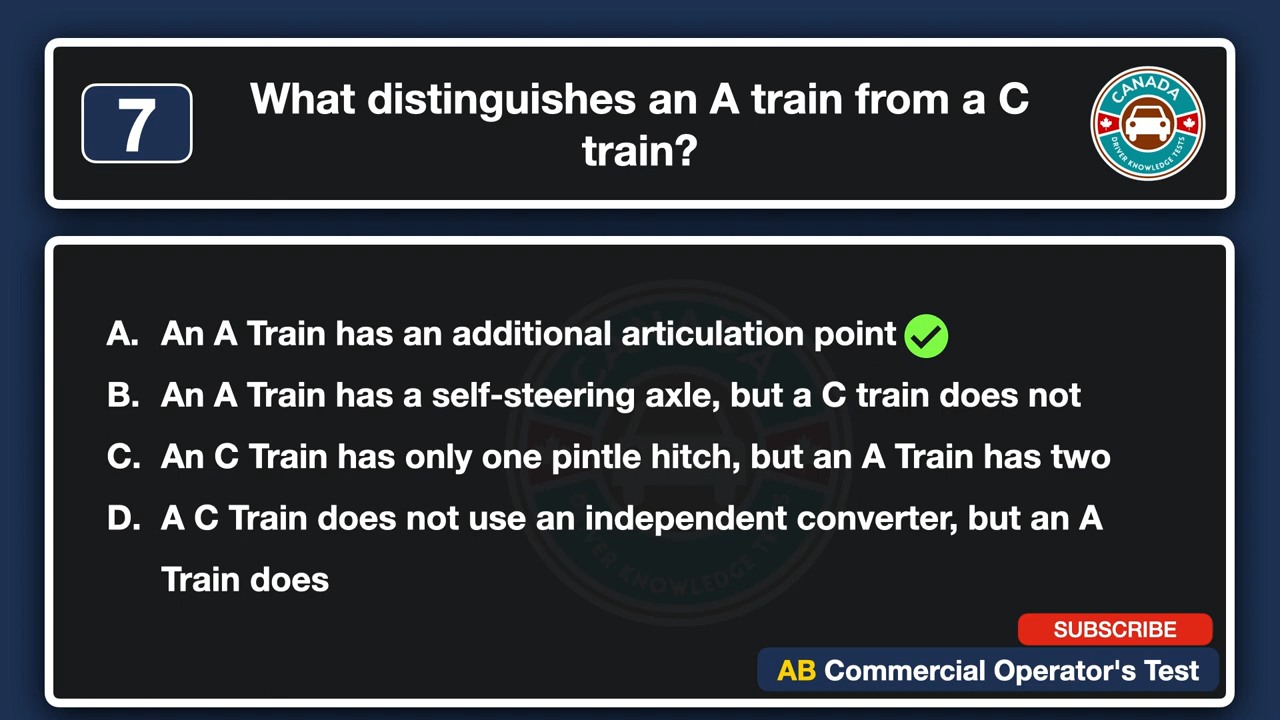 7
What distinguishes an A train from a C
train?
CANADA
DRIVER KNOWLEDGE TESTS
A. An A Train has an additional articulation point
B. An A Train has a self-steering axle, but a C train does not
C. An C Train has only one pintle hitch, but an A Train has two
D. A C Train does not use an independent converter, but an A
Train does
SUBSCRIBE
AB Commercial Operator's Test